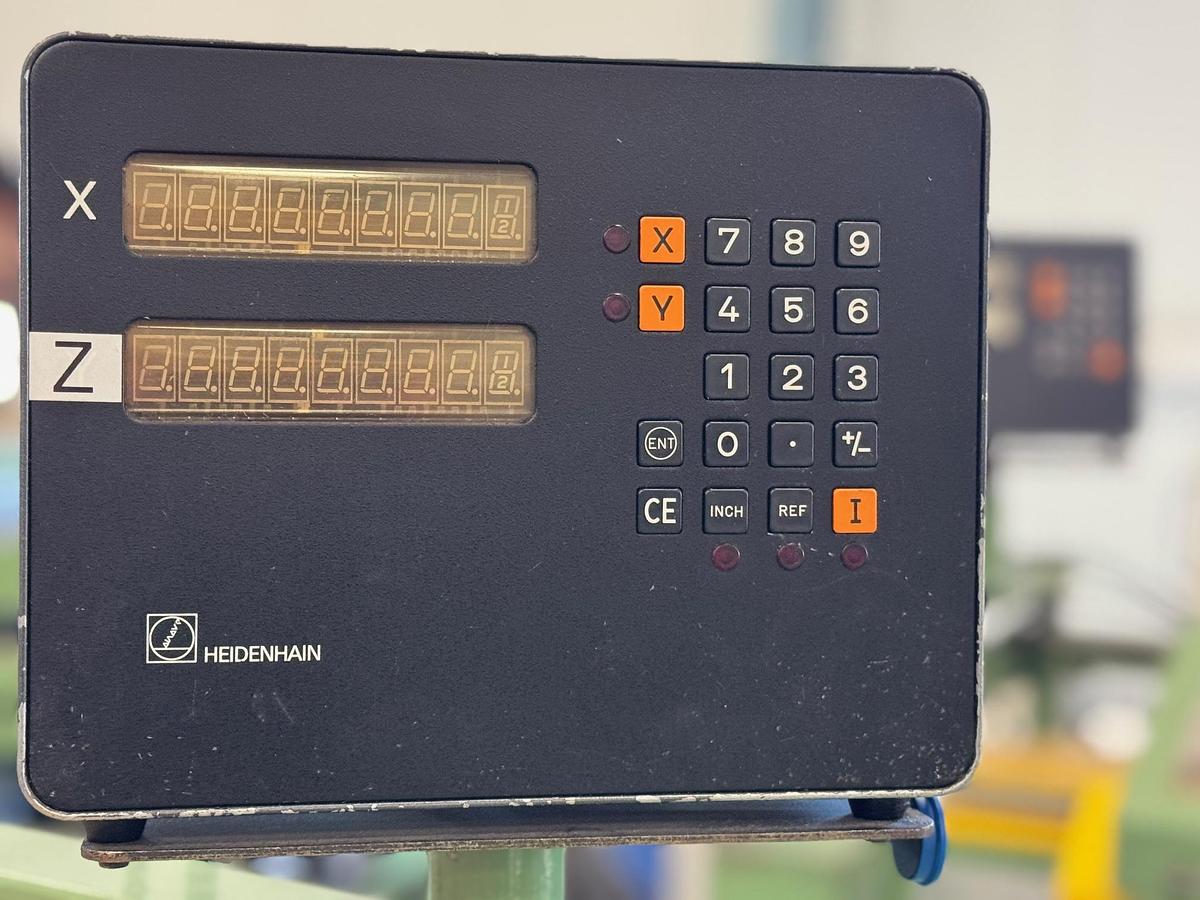 X
Z
X 7 8 9
Y 4 5 6
1 2 3
ENT 0 . +/-
CE INCH REF I
HEIDENHAIN